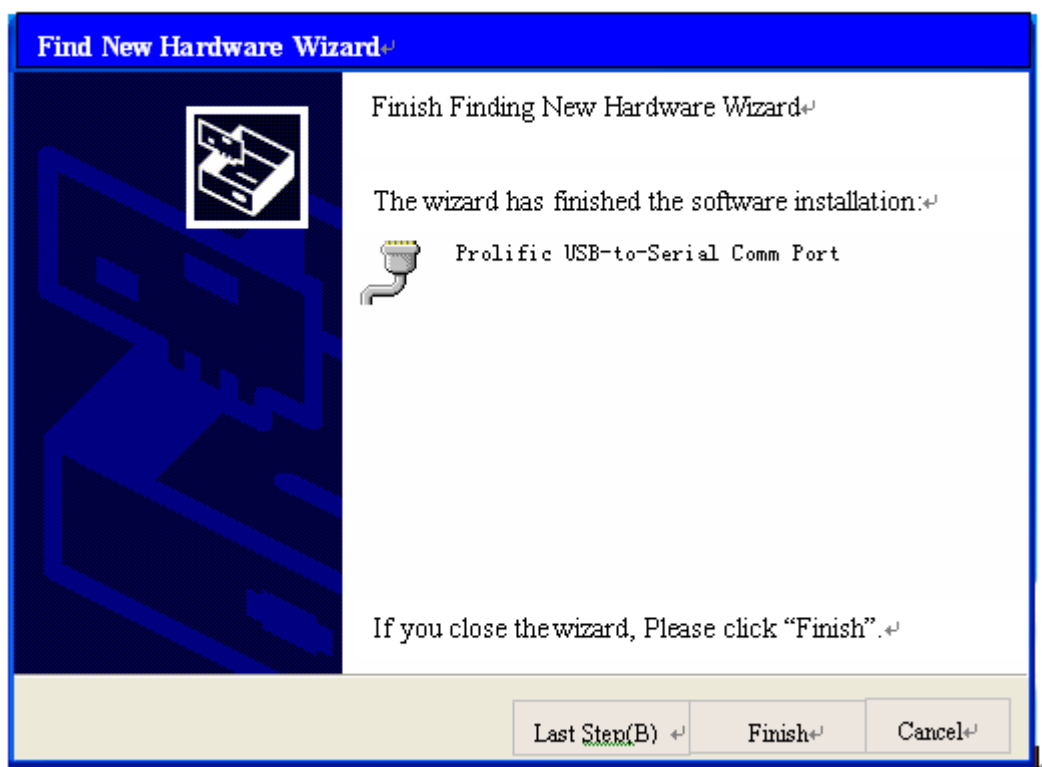 Find New Hardware Wizard↵
Finish Finding New Hardware Wizard↵
The wizard has finished the software installation:↵
Prolific USB-to-Serial Comm Port
If you close the wizard, Please click “Finish”.↵
Last Step(B) ↵ Finish↵ Cancel↵